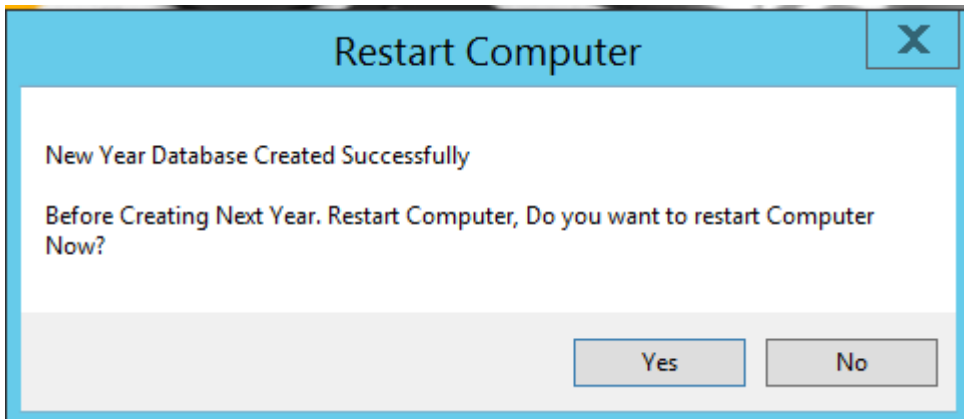 Restart Computer
X
New Year Database Created Successfully
Before Creating Next Year. Restart Computer, Do you want to restart Computer
Now?
Yes
No